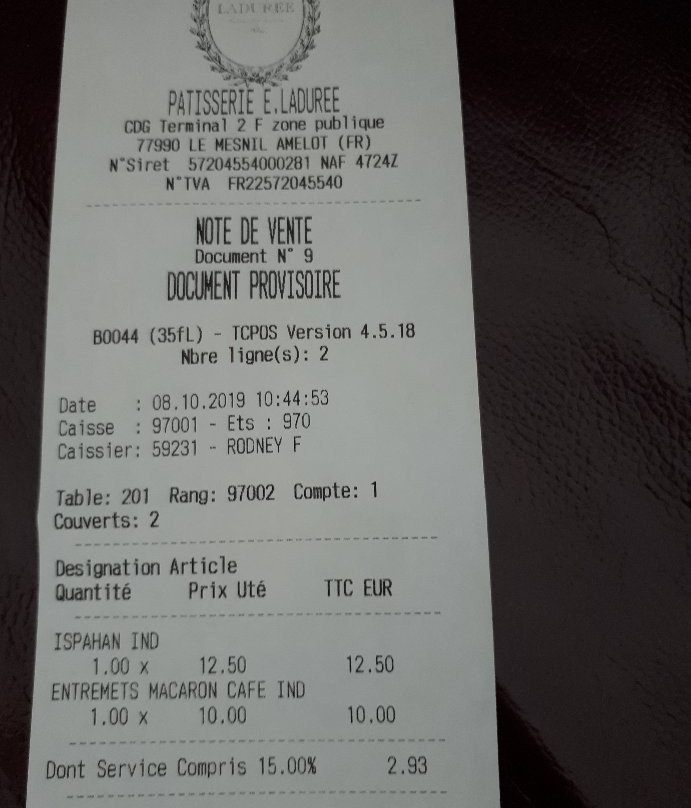 LADUREE
PATISSERIE E.LADUREE
CDG Terminal 2 F zone publique
77990 LE MESNIL AMELOT (FR)
N°Siret 57204554000281 NAF 4724Z
N°TVA FR22572045540
NOTE DE VENTE
Document N° 9
DOCUMENT PROVISOIRE
B0044 (35fL) - TCPOS Version 4.5.18
Nbre ligne(s): 2
Date : 08.10.2019 10:44:53
Caisse : 97001 - Ets : 970
Caissier: 59231 - RODNEY F
Table: 201 Rang: 97002 Compte: 1
Couverts: 2
Designation Article
Quantité Prix Uté TTC EUR
ISPAHAN IND
1.00 x 12.50 12.50
ENTREMETS MACARON CAFE IND
1.00 x 10.00 10.00
Dont Service Compris 15.00% 2.93